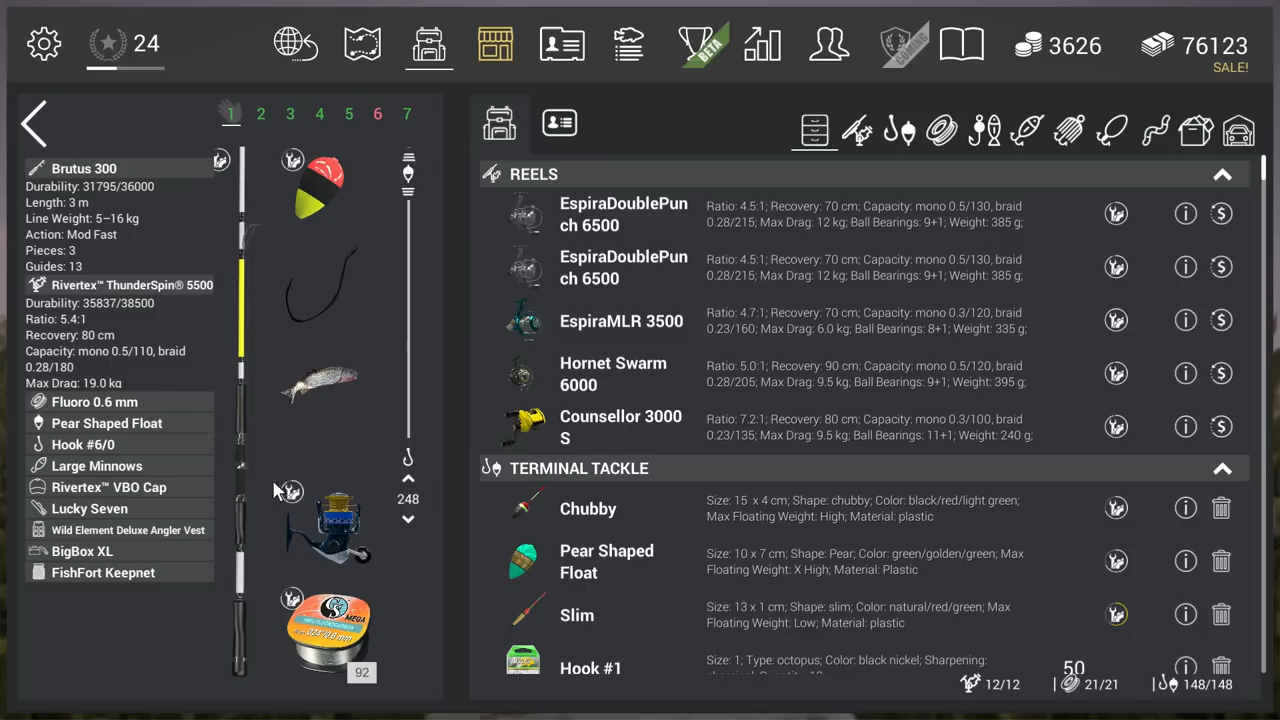 24
BETA
COMING
3626
76123
SALE!
1 2 3 4 5 6 7
Brutus 300
Durability: 31795/36000
Length: 3 m
Line Weight: 5–16 kg
Action: Mod Fast
Pieces: 3
Guides: 13
Rivertex™ ThunderSpin® 5500
Durability: 35837/38500
Ratio: 5.4:1
Recovery: 80 cm
Capacity: mono 0.5/110, braid
0.28/180
Max Drag: 19.0 kg
Fluoro 0.6 mm
Pear Shaped Float
Hook #6/0
Large Minnows
Rivertex™ VBO Cap
Lucky Seven
Wild Element Deluxe Angler Vest
BigBox XL
FishFort Keepnet
248
MEGA
.024"/0.6 mm
92
REELS
EspiraDoublePun
ch 6500
Ratio: 4.5:1; Recovery: 70 cm; Capacity: mono 0.5/130, braid
0.28/215; Max Drag: 12 kg; Ball Bearings: 9+1; Weight: 385 g;
EspiraDoublePun
ch 6500
Ratio: 4.5:1; Recovery: 70 cm; Capacity: mono 0.5/130, braid
0.28/215; Max Drag: 12 kg; Ball Bearings: 9+1; Weight: 385 g;
EspiraMLR 3500
Ratio: 4.7:1; Recovery: 70 cm; Capacity: mono 0.3/120, braid
0.23/160; Max Drag: 6.0 kg; Ball Bearings: 8+1; Weight: 335 g;
Hornet Swarm
6000
Ratio: 5.0:1; Recovery: 90 cm; Capacity: mono 0.5/120, braid
0.28/205; Max Drag: 9.5 kg; Ball Bearings: 9+1; Weight: 395 g;
Counsellor 3000
S
Ratio: 7.2:1; Recovery: 80 cm; Capacity: mono 0.3/100, braid
0.23/135; Max Drag: 9.5 kg; Ball Bearings: 11+1; Weight: 240 g;
TERMINAL TACKLE
Chubby
Size: 15 x 4 cm; Shape: chubby; Color: black/red/light green;
Max Floating Weight: High; Material: plastic
Pear Shaped
Float
Size: 10 x 7 cm; Shape: Pear; Color: green/golden/green; Max
Floating Weight: X High; Material: Plastic
Slim
Size: 13 x 1 cm; Shape: slim; Color: natural/red/green; Max
Floating Weight: Low; Material: plastic
Hook #1
Size: 1; Type: octopus; Color: black nickel; Sharpening:
50
12/12
21/21
148/148